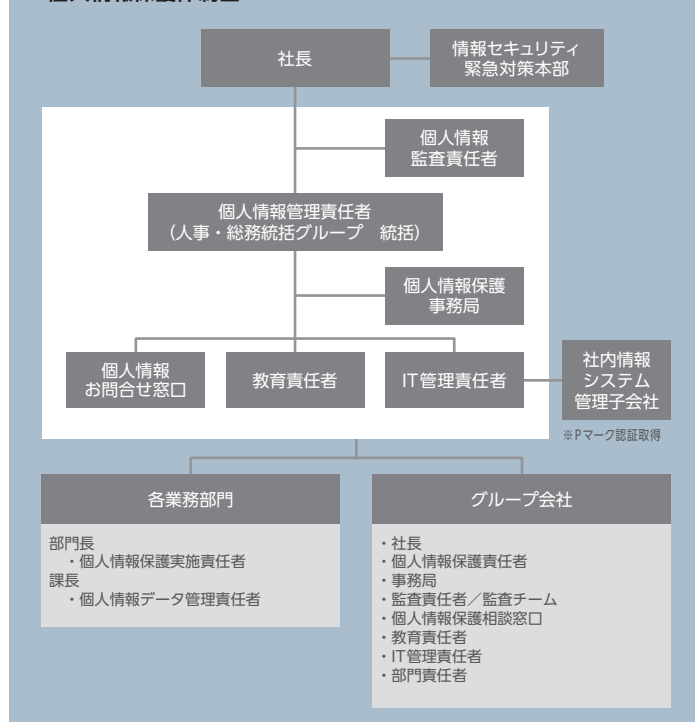 社長
情報セキュリティ
緊急対策本部
個人情報
監査責任者
個人情報管理責任者
（人事・総務統括グループ　統括）
個人情報保護
事務局
個人情報
お問合せ窓口
教育責任者
IT管理責任者
社内情報
システム
管理子会社
※Pマーク認証取得
各業務部門
部門長
・個人情報保護実施責任者
課長
・個人情報データ管理責任者
グループ会社
・社長
・個人情報保護責任者
・事務局
・監査責任者／監査チーム
・個人情報保護相談窓口
・教育責任者
・IT管理責任者
・部門責任者